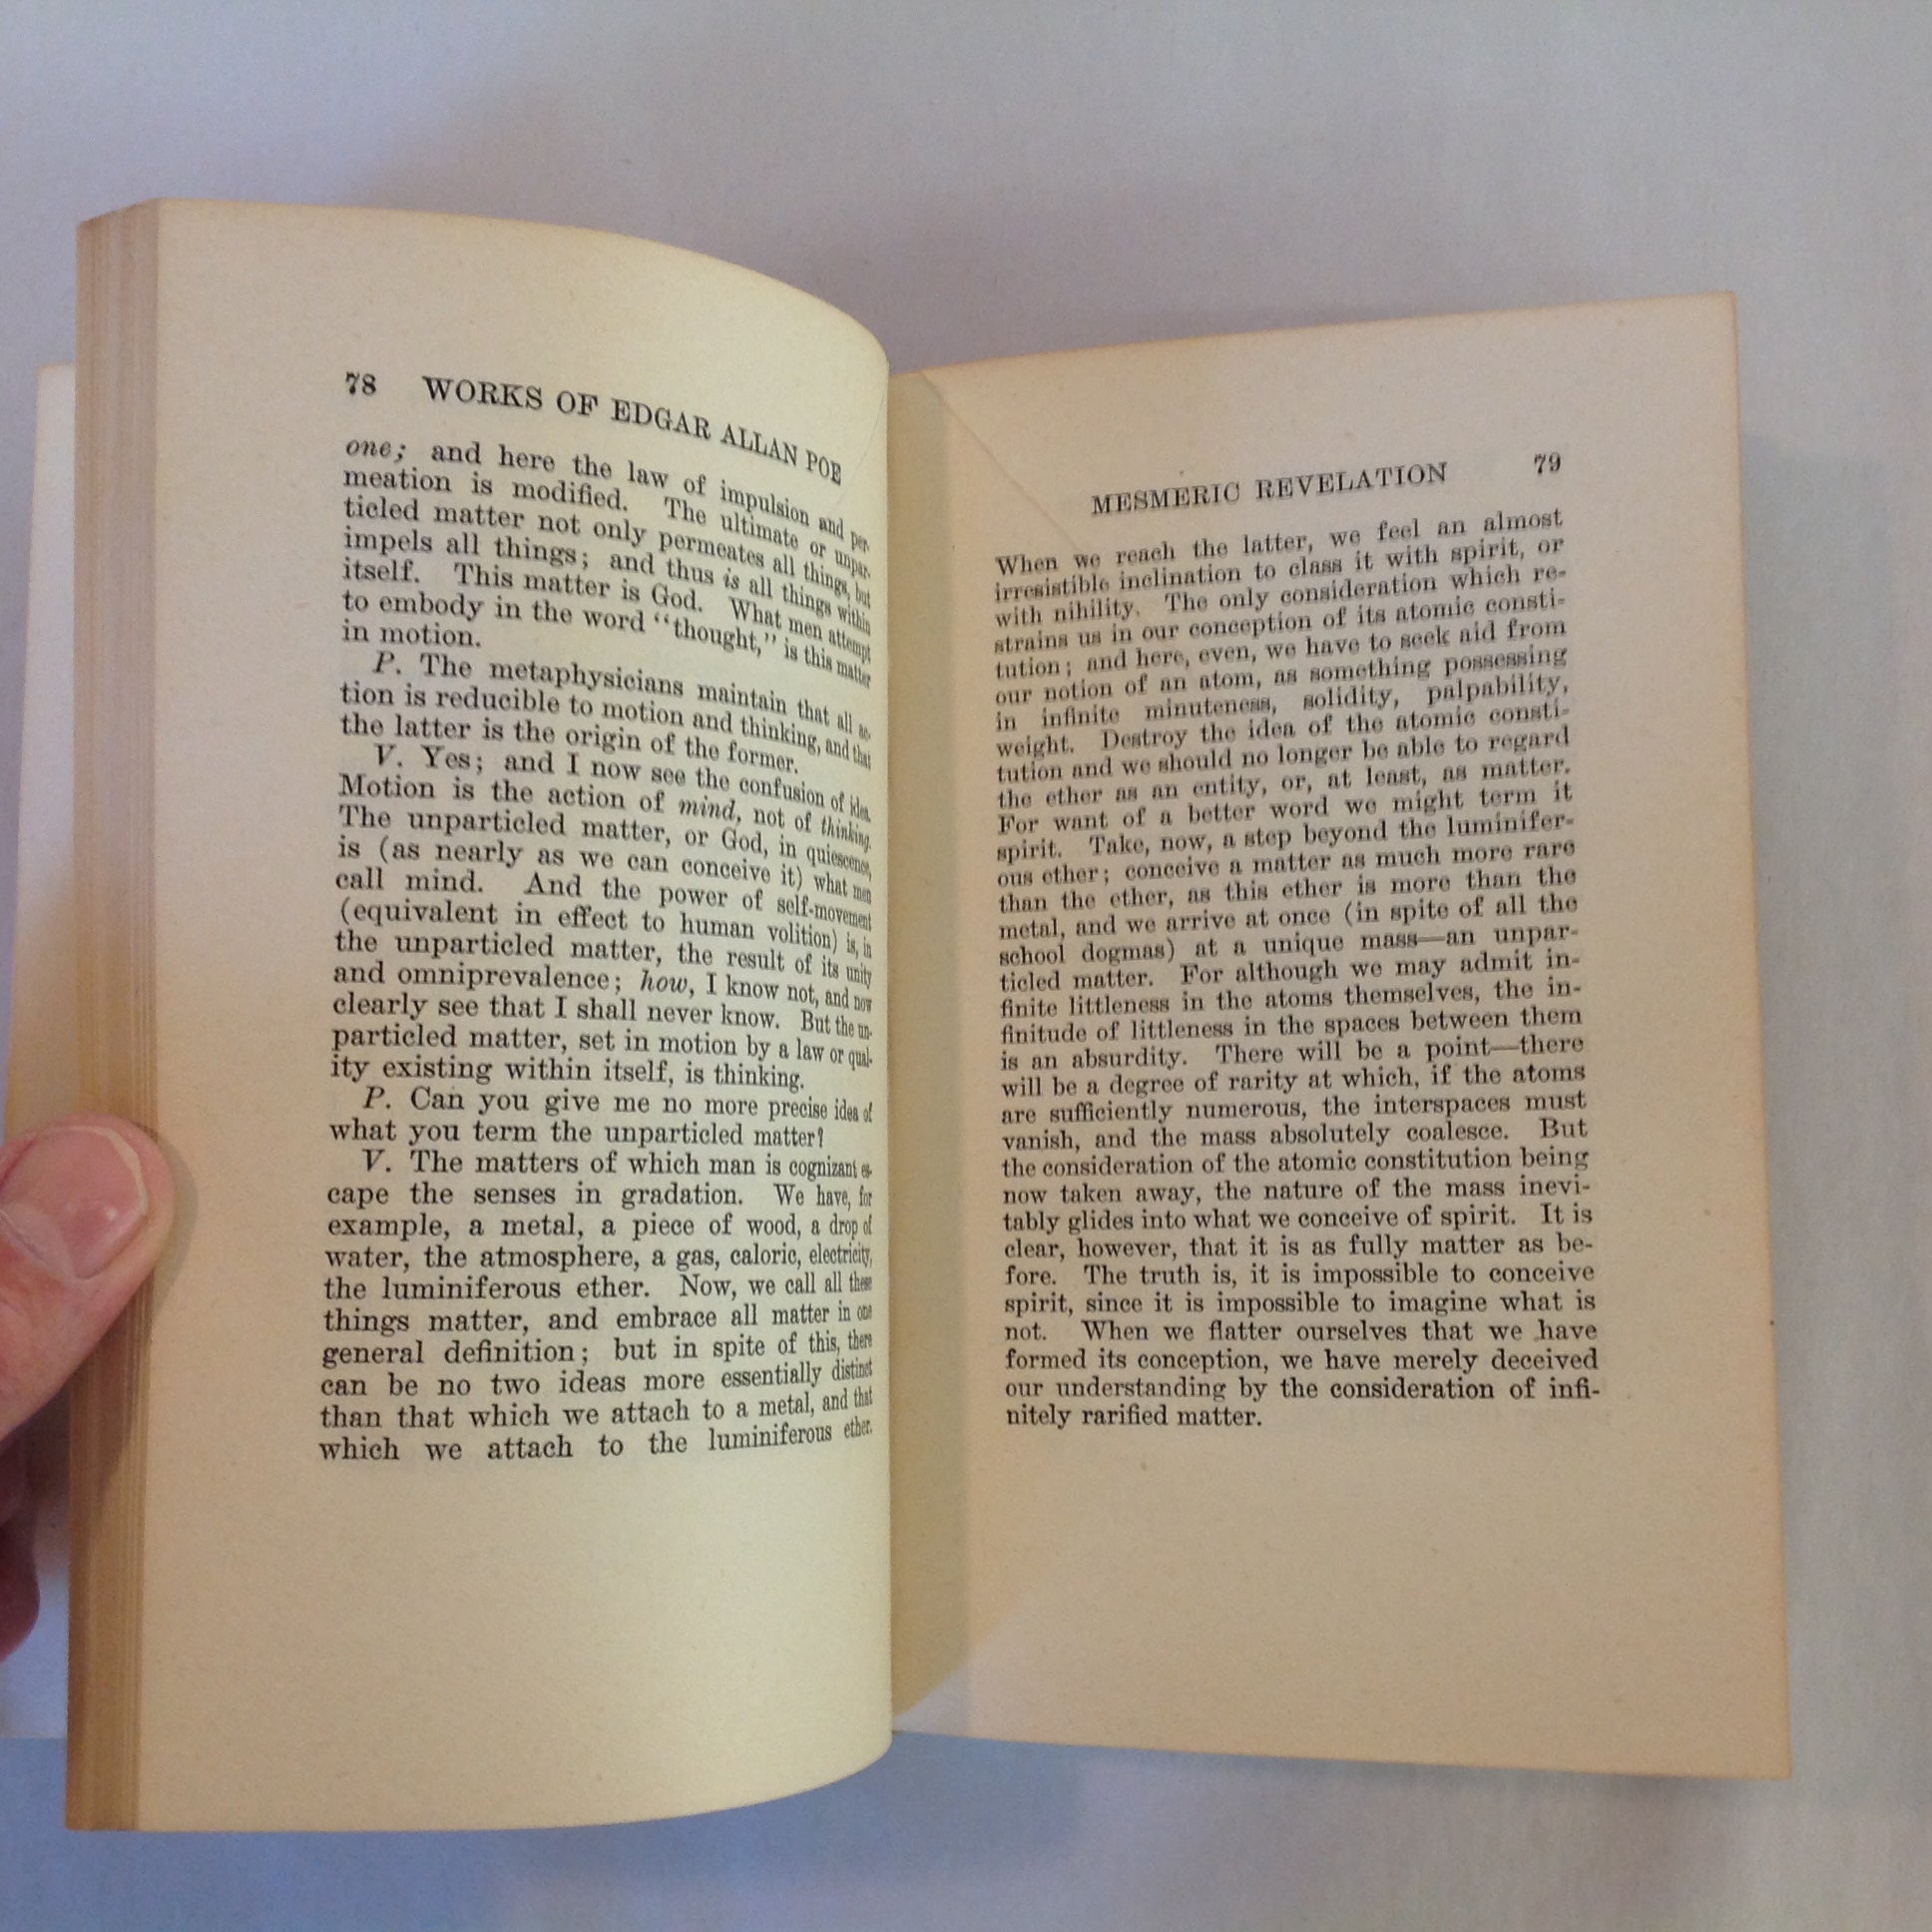 78 WORKS OF EDGAR ALLAN POE
one; and here the law of impulsion and per-
meation is modified. The ultimate or unpar-
ticled matter not only permeates all things, but
impels all things; and thus is all things within
itself. This matter is God. What men attempt
to embody in the word "thought," is this matter
in motion.
P. The metaphysicians maintain that all ac-
tion is reducible to motion and thinking, and that
the latter is the origin of the former.
V. Yes; and I now see the confusion of idea.
Motion is the action of mind, not of thinking.
The unparticled matter, or God, in quiescence,
is (as nearly as we can conceive it) what men
call mind. And the power of self-movement
(equivalent in effect to human volition) is, in
the unparticled matter, the result of its unity
and omniprevalence; how, I know not, and now
clearly see that I shall never know. But the un-
particled matter, set in motion by a law or qual-
ity existing within itself, is thinking.
P. Can you give me no more precise idea of
what you term the unparticled matter?
V. The matters of which man is cognizant es-
cape the senses in gradation. We have, for
example, a metal, a piece of wood, a drop of
water, the atmosphere, a gas, caloric, electricity,
the luminiferous ether. Now, we call all these
things matter, and embrace all matter in one
general definition; but in spite of this, there
can be no two ideas more essentially distinct
than that which we attach to a metal, and that
which we attach to the luminiferous ether.
MESMERIC REVELATION 79
When we reach the latter, we feel an almost
irresistible inclination to class it with spirit, or
with nihility. The only consideration which re-
strains us in our conception of its atomic consti-
tution; and here, even, we have to seek aid from
our notion of an atom, as something possessing
in infinite minuteness, solidity, palpability,
weight. Destroy the idea of the atomic consti-
tution and we should no longer be able to regard
the ether as an entity, or, at least, as matter.
For want of a better word we might term it
spirit. Take, now, a step beyond the luminifer-
ous ether; conceive a matter as much more rare
than the ether, as this ether is more than the
metal, and we arrive at once (in spite of all the
school dogmas) at a unique mass—an unpar-
ticled matter. For although we may admit in-
finite littleness in the atoms themselves, the in-
finitude of littleness in the spaces between them
is an absurdity. There will be a point—there
will be a degree of rarity at which, if the atoms
are sufficiently numerous, the interspaces must
vanish, and the mass absolutely coalesce. But
the consideration of the atomic constitution being
now taken away, the nature of the mass inevi-
tably glides into what we conceive of spirit. It is
clear, however, that it is as fully matter as be-
fore. The truth is, it is impossible to conceive
spirit, since it is impossible to imagine what is
not. When we flatter ourselves that we have
formed its conception, we have merely deceived
our understanding by the consideration of infi-
nitely rarified matter.